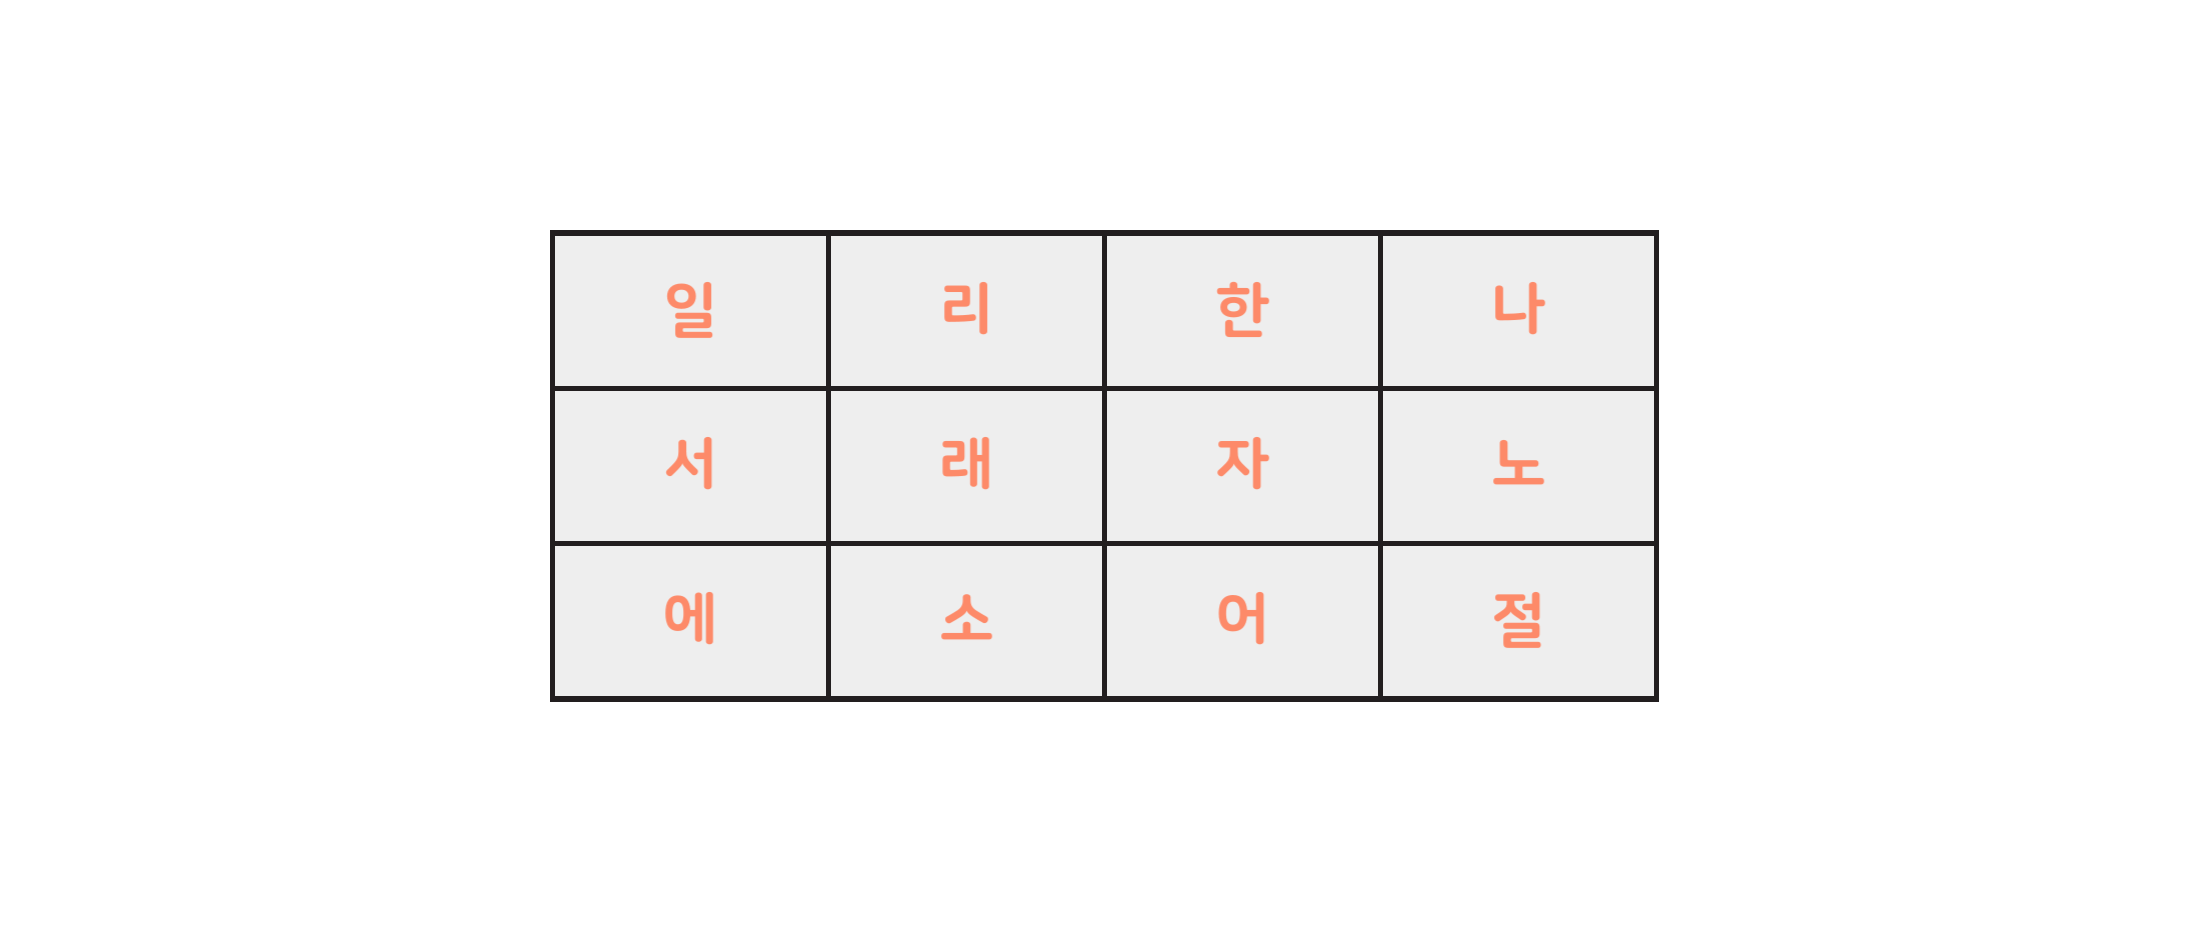 일 리 한 나
서 래 자 노
에 소 어 절